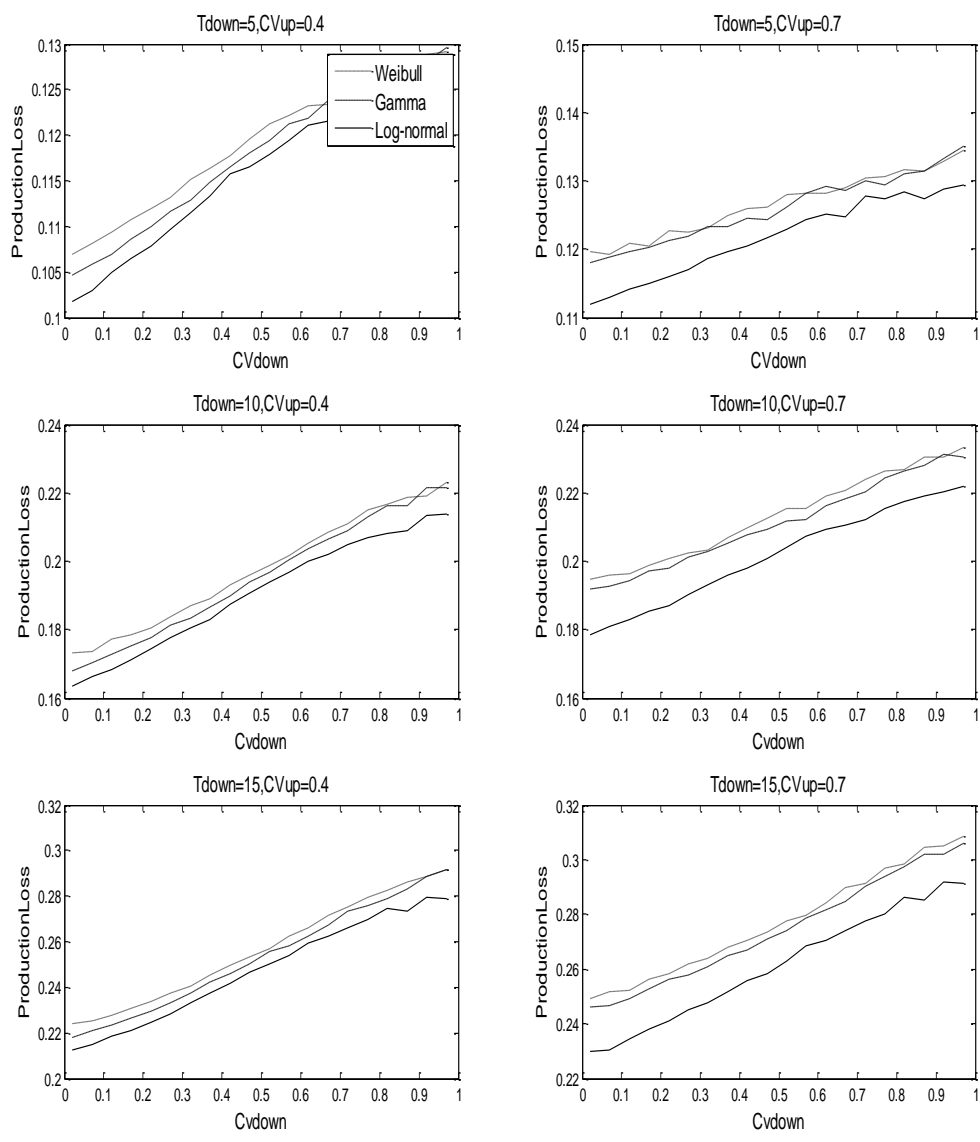 Tdown=5,CVup=0.4
0.13
0.125
0.12
0.115
0.11
0.105
0.1
ProductionLoss
Weibull
Gamma
Log-normal
0 0.1 0.2 0.3 0.4 0.5 0.6 0.7 0.8 0.9 1
CVdown
Tdown=5,CVup=0.7
0.15
0.14
0.13
0.12
0.11
ProductionLoss
0 0.1 0.2 0.3 0.4 0.5 0.6 0.7 0.8 0.9 1
CVdown
Tdown=10,CVup=0.4
0.24
0.22
0.2
0.18
0.16
ProductionLoss
0 0.1 0.2 0.3 0.4 0.5 0.6 0.7 0.8 0.9 1
Cvdown
Tdown=10,CVup=0.7
0.24
0.22
0.2
0.18
0.16
ProductionLoss
0 0.1 0.2 0.3 0.4 0.5 0.6 0.7 0.8 0.9 1
Cvdown
Tdown=15,CVup=0.4
0.32
0.3
0.28
0.26
0.24
0.22
0.2
ProductionLoss
0 0.1 0.2 0.3 0.4 0.5 0.6 0.7 0.8 0.9 1
Cvdown
Tdown=15,CVup=0.7
0.32
0.3
0.28
0.26
0.24
0.22
ProductionLoss
0 0.1 0.2 0.3 0.4 0.5 0.6 0.7 0.8 0.9 1
Cvdown